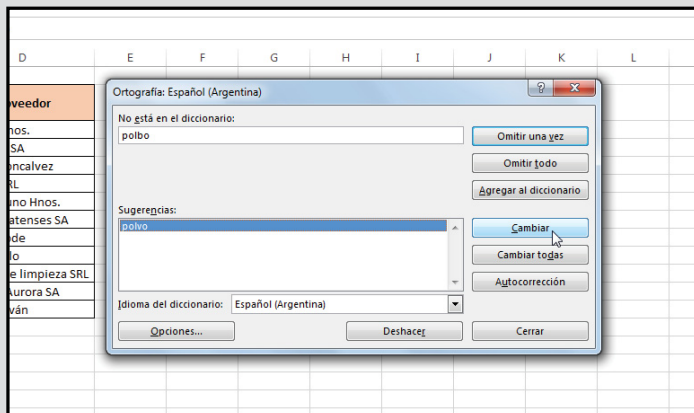 D E F G H I J K L
Ortografía: Español (Argentina)
No está en el diccionario:
polbo
Omitir una vez
Omitir todo
Agregar al diccionario
Sugerencias:
polvo
Cambiar
Cambiar todas
Autocorrección
Idioma del diccionario: Español (Argentina)
Opciones... Deshacer Cerrar
oveedor
nos.
SA
oncalvez
RL
uno Hnos.
atenses SA
ode
lo
e limpieza SRL
Aurora SA
ván